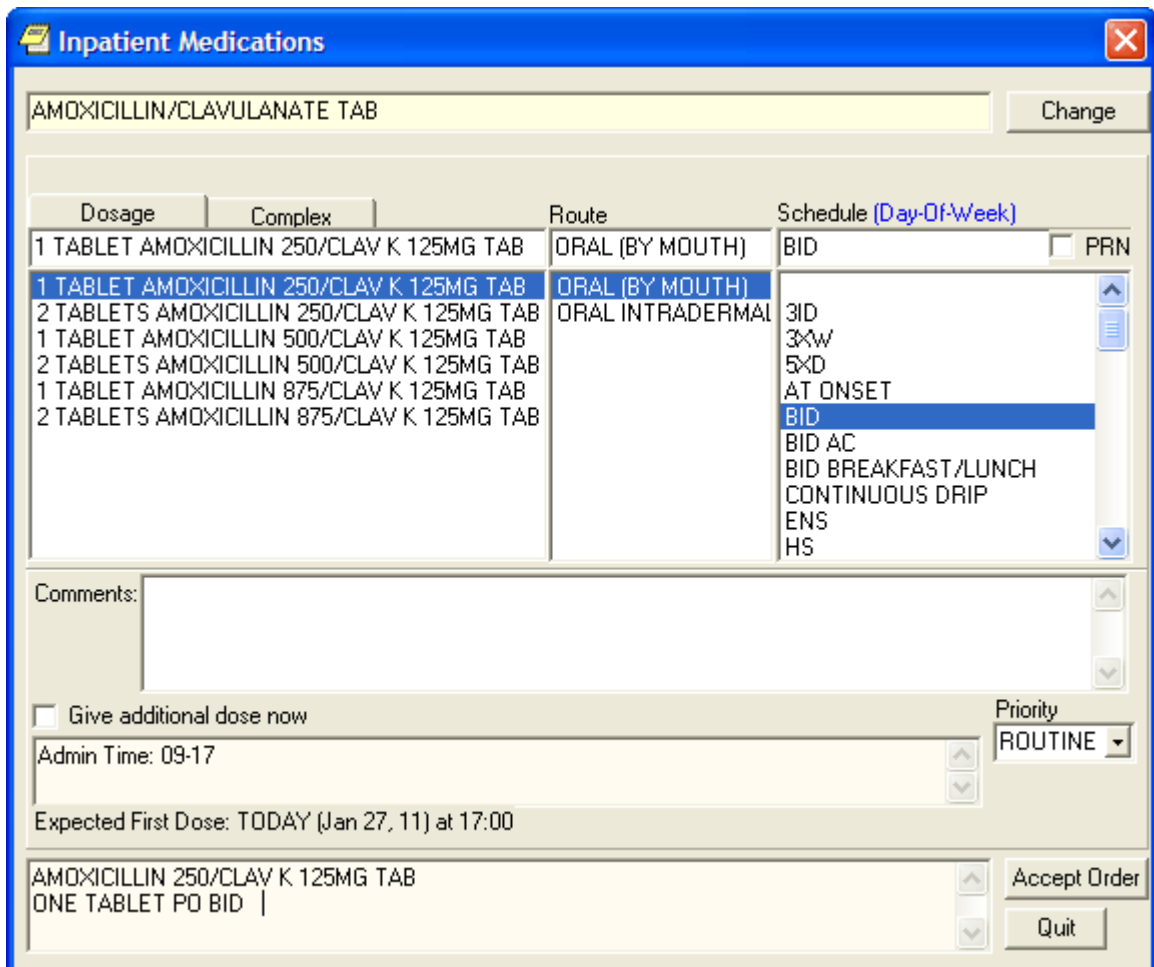 Inpatient Medications
AMOXICILLIN/CLAVULANATE TAB
Change
Dosage
Complex
Route
Schedule (Day-Of-Week)
1 TABLET AMOXICILLIN 250/CLAV K 125MG TAB
ORAL (BY MOUTH)
BID
PRN
1 TABLET AMOXICILLIN 250/CLAV K 125MG TAB
2 TABLETS AMOXICILLIN 250/CLAV K 125MG TAB
1 TABLET AMOXICILLIN 500/CLAV K 125MG TAB
2 TABLETS AMOXICILLIN 500/CLAV K 125MG TAB
1 TABLET AMOXICILLIN 875/CLAV K 125MG TAB
2 TABLETS AMOXICILLIN 875/CLAV K 125MG TAB
ORAL (BY MOUTH)
ORAL INTRADERMAL
3ID
3XW
5XD
AT ONSET
BID
BID AC
BID BREAKFAST/LUNCH
CONTINUOUS DRIP
ENS
HS
Comments:
Give additional dose now
Priority
ROUTINE
Admin Time: 09-17
Expected First Dose: TODAY (Jan 27, 11) at 17:00
AMOXICILLIN 250/CLAV K 125MG TAB
ONE TABLET PO BID
Accept Order
Quit